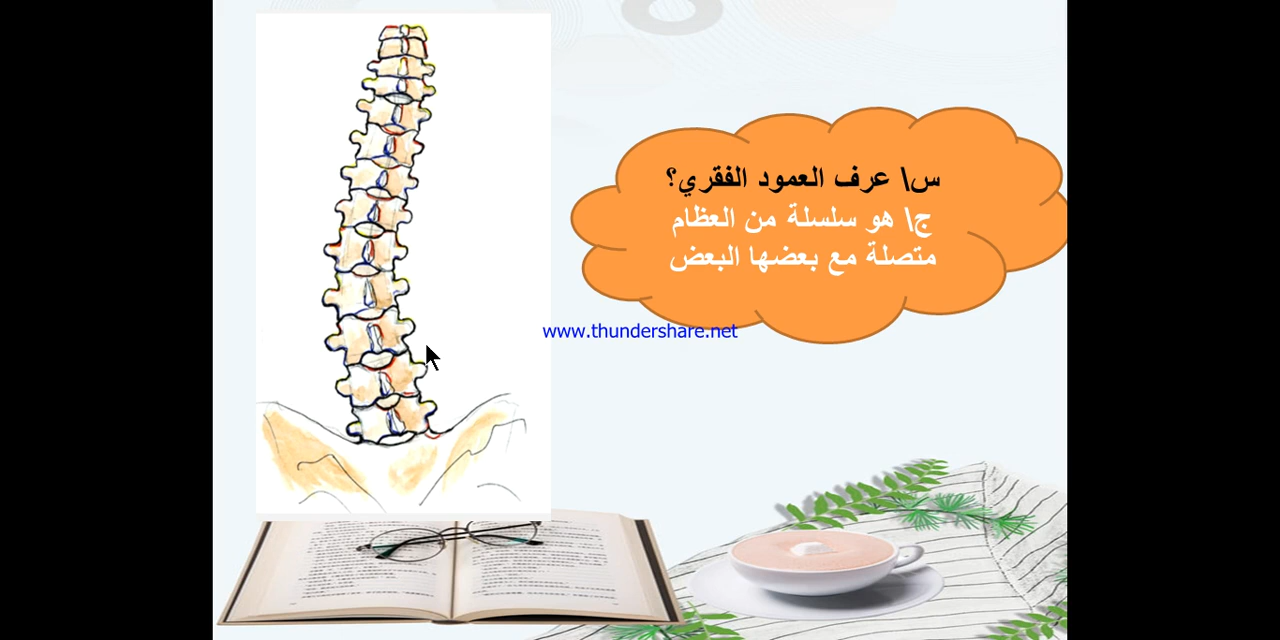 س\ عرف العمود الفقري؟
ج\ هو سلسلة من العظام
متصلة مع بعضها البعض
www.thundershare.net